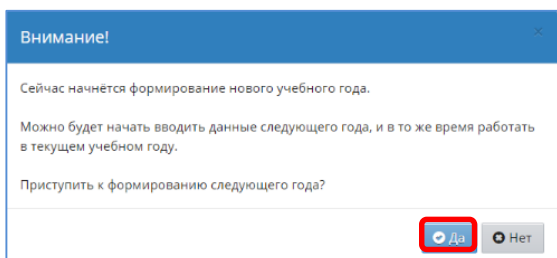 Внимание!
Сейчас начнётся формирование нового учебного года.
Можно будет начать вводить данные следующего года, и в то же время работать
в текущем учебном году.
Приступить к формированию следующего года?
Да Нет